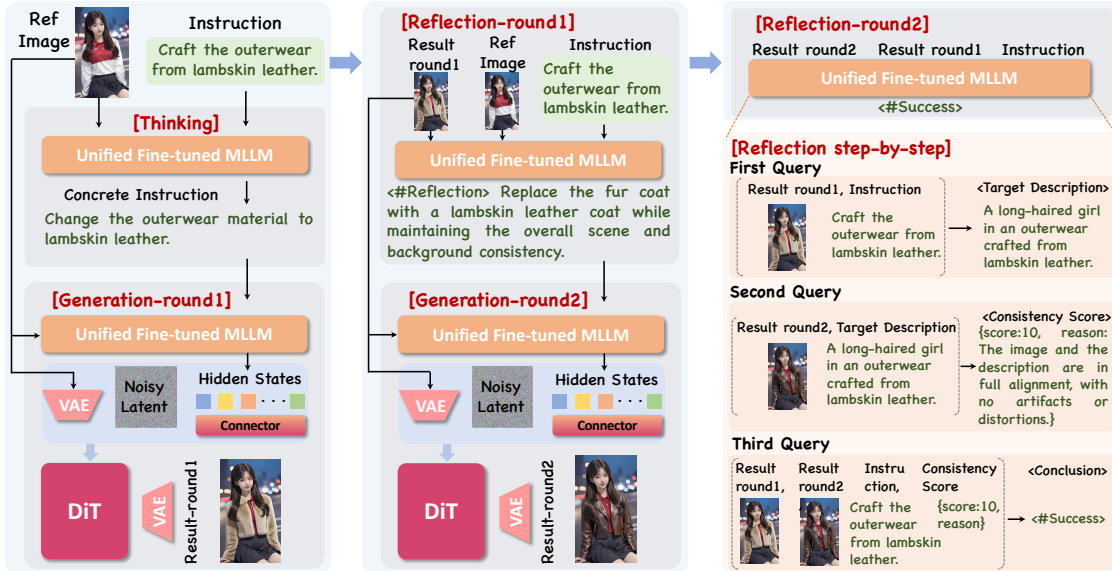 Ref
Image
Instruction
Craft the outerwear
from lambskin leather.
[Thinking]
Unified Fine-tuned MLLM
Concrete Instruction
Change the outerwear material to
lambskin leather.
[Generation-round1]
Unified Fine-tuned MLLM
VAE
Noisy
Latent
Hidden States
Connector
DiT
VAE
Result-round1
[Reflection-round1]
Result
round1
Ref
Image
Instruction
Craft the
outerwear from
lambskin leather.
Unified Fine-tuned MLLM
<#Reflection> Replace the fur coat
with a lambskin leather coat while
maintaining the overall scene and
background consistency.
[Generation-round2]
Unified Fine-tuned MLLM
VAE
Noisy
Latent
Hidden States
Connector
DiT
VAE
Result-round2
[Reflection-round2]
Result round2 Result round1 Instruction
Unified Fine-tuned MLLM
<#Success>
[Reflection step-by-step]
First Query
Result round1, Instruction
Craft the
outerwear from
lambskin leather.
<Target Description>
A long-haired girl
in an outerwear
crafted from
lambskin leather.
Second Query
Result round2, Target Description
A long-haired girl
in an outerwear
crafted from
lambskin leather.
<Consistency Score>
{score:10, reason:
The image and the
description are in
full alignment, with
no artifacts or
distortions.}
Third Query
Result
round1,
Result
round2
Instru
ction,
Consistency
Score
Craft the
outerwear
from lambskin
leather.
{score:10,
reason}
<Conclusion>
<#Success>